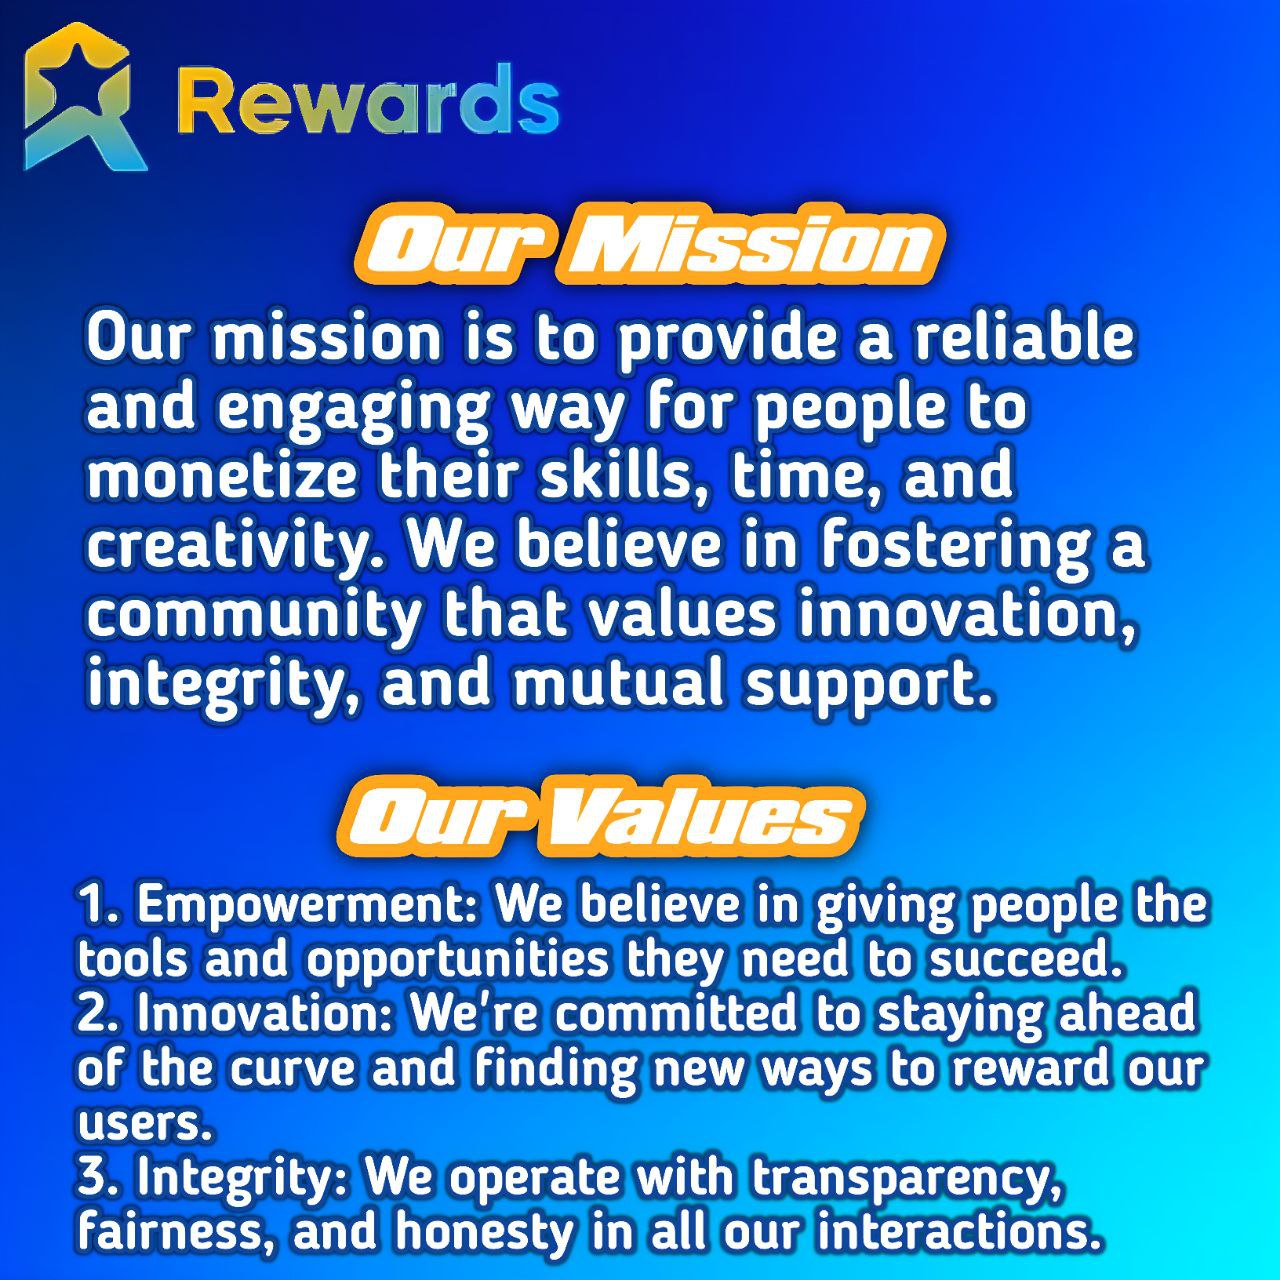 Rewards
Our Mission
Our mission is to provide a reliable
and engaging way for people to
monetize their skills, time, and
creativity. We believe in fostering a
community that values innovation,
integrity, and mutual support.
Our Values
1. Empowerment: We believe in giving people the
tools and opportunities they need to succeed.
2. Innovation: We're committed to staying ahead
of the curve and finding new ways to reward our
users.
3. Integrity: We operate with transparency,
fairness, and honesty in all our interactions.